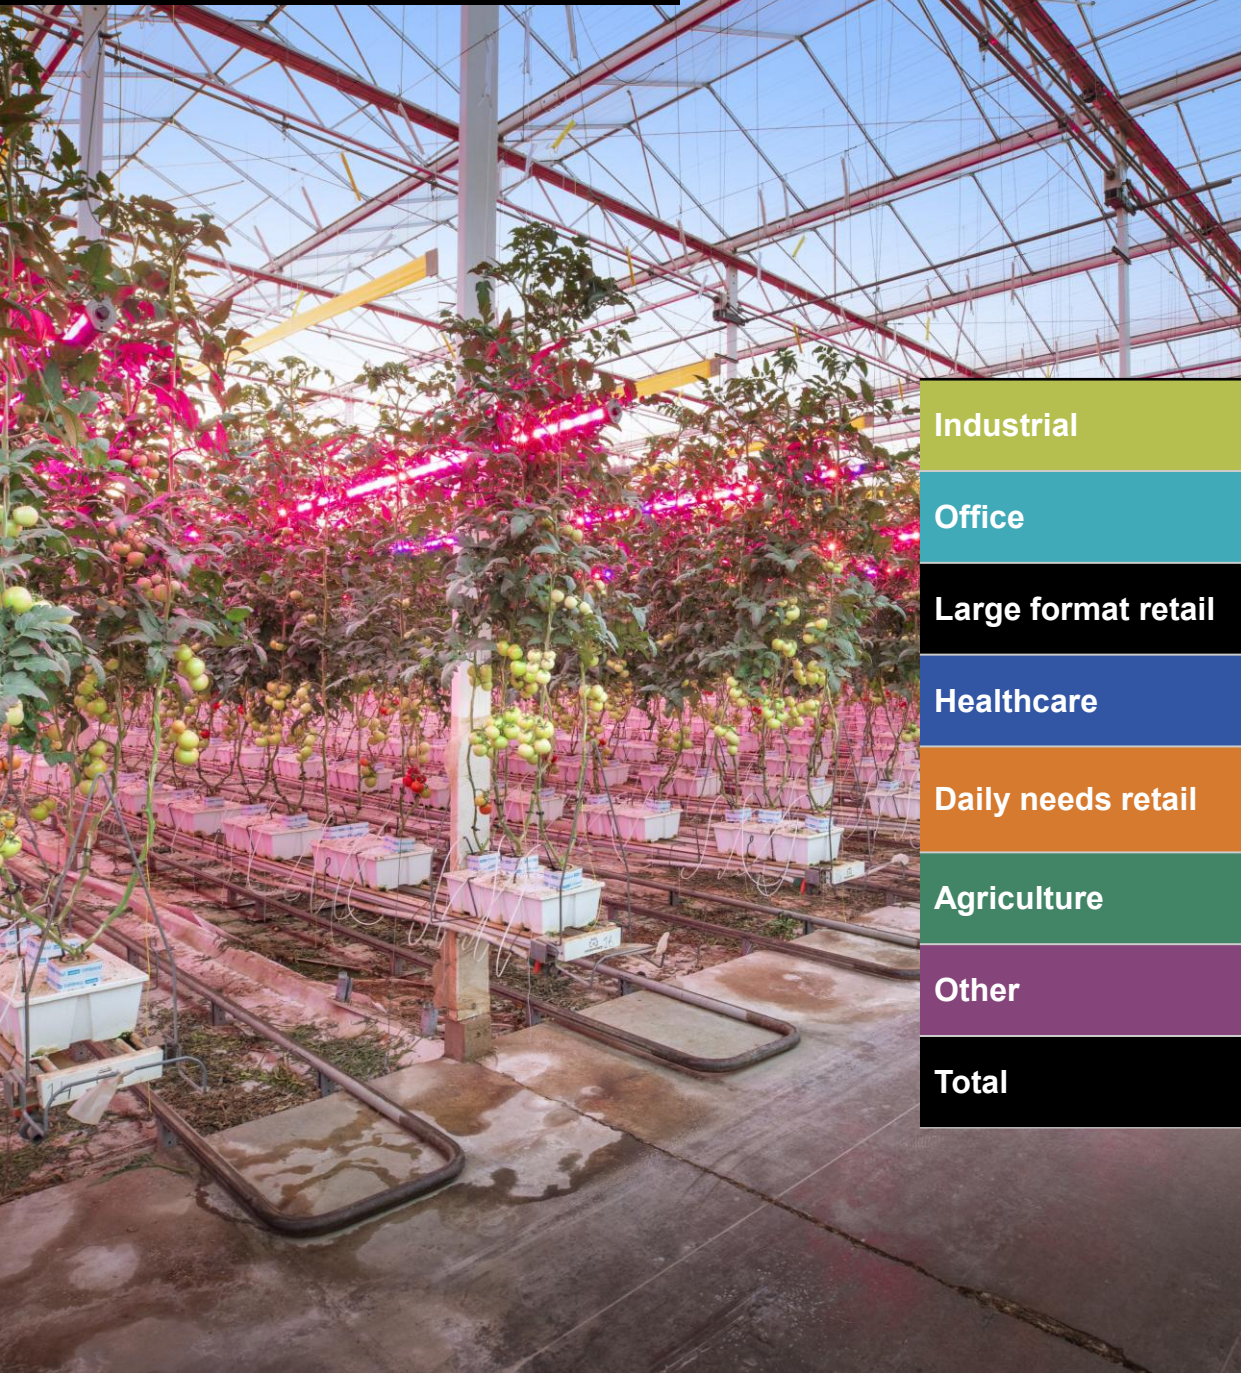 Industrial
Office
Large format retail
Healthcare
Daily needs retail
Agriculture
Other
Total